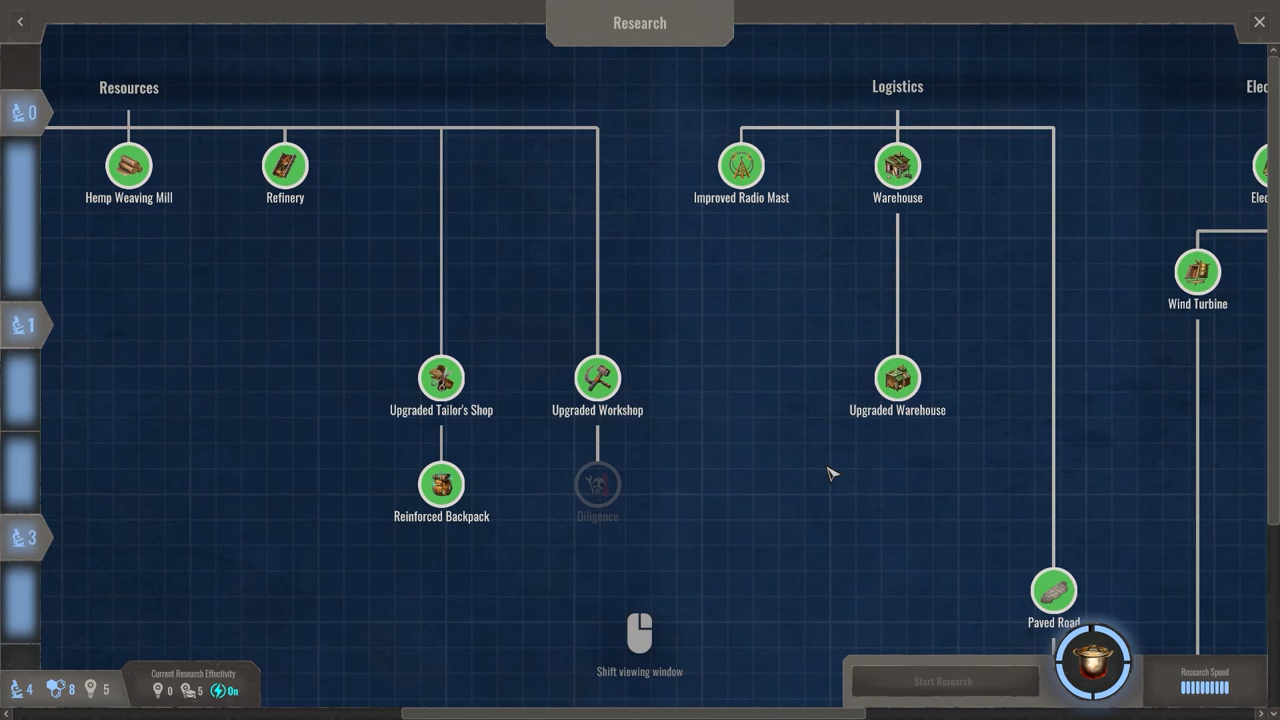 Research
Resources
Logistics
Elec
0
Hemp Weaving Mill
Refinery
Improved Radio Mast
Warehouse
Elec
Wind Turbine
1
Upgraded Tailor's Shop
Upgraded Workshop
Upgraded Warehouse
Reinforced Backpack
Diligence
3
Paved Road
Shift viewing window
Current Research Effectivity
4 8 5
0 5 On
Start Research
Research Speed